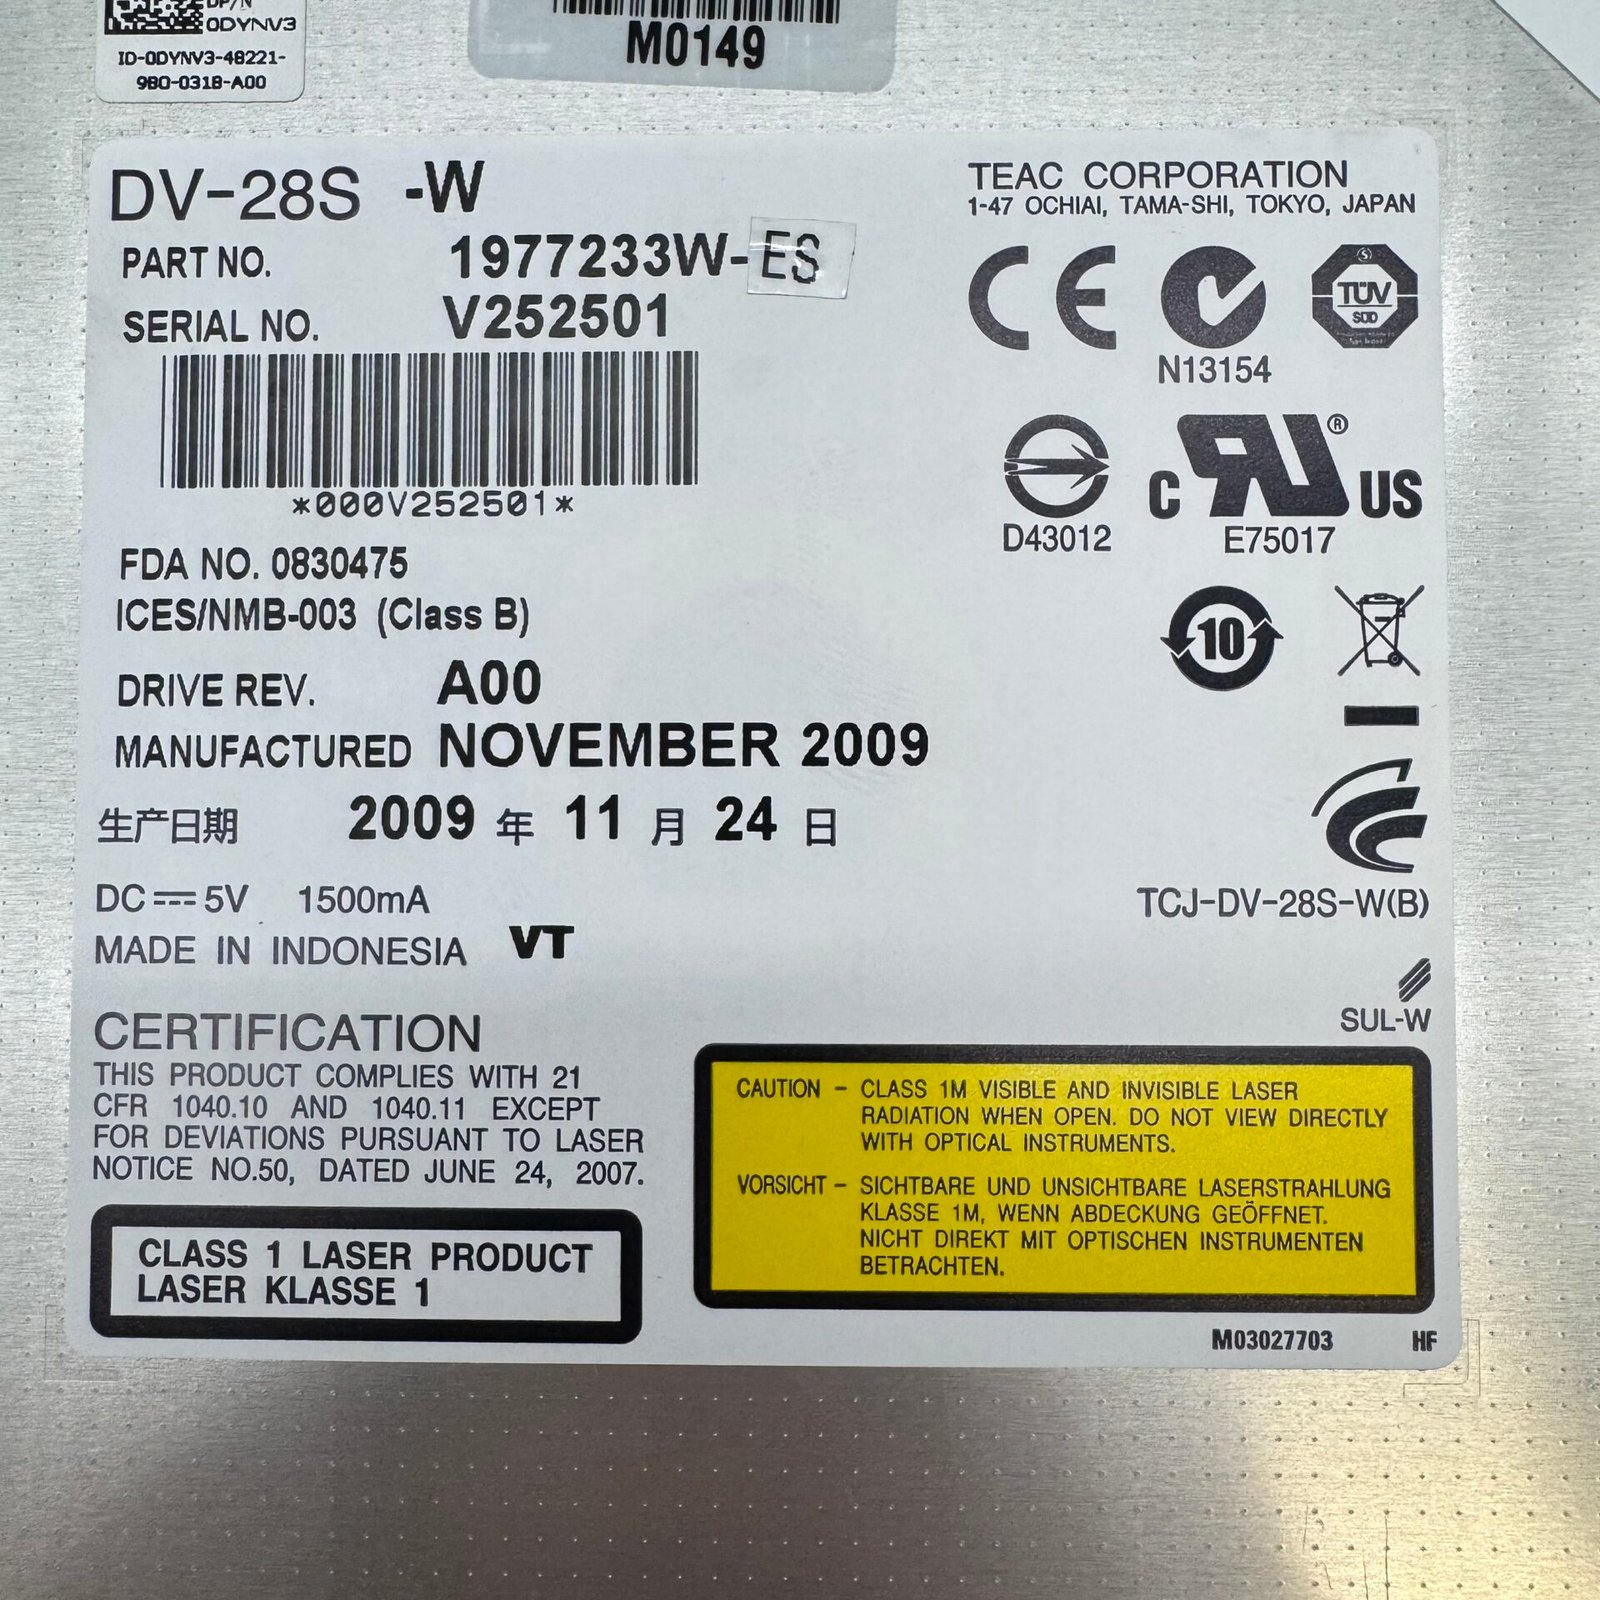 DP/N
0DYNV3
ID-0DYNV3-48221-
9B0-031B-A00
M0149
DV-28S -W
PART NO. 1977233W-ES
SERIAL NO. V252501
*000V252501*
FDA NO. 0830475
ICES/NMB-003 (Class B)
DRIVE REV. A00
MANUFACTURED NOVEMBER 2009
生产日期 2009 年 11 月 24 日
DC 5V 1500mA
MADE IN INDONESIA VT
CERTIFICATION
THIS PRODUCT COMPLIES WITH 21
CFR 1040.10 AND 1040.11 EXCEPT
FOR DEVIATIONS PURSUANT TO LASER
NOTICE NO.50, DATED JUNE 24, 2007.
CLASS 1 LASER PRODUCT
LASER KLASSE 1
TEAC CORPORATION
1-47 OCHIAI, TAMA-SHI, TOKYO, JAPAN
CE
TÜV
SÜD
N13154
D43012
C RU® US
E75017
10
TCJ-DV-28S-W(B)
SUL-W
CAUTION – CLASS 1M VISIBLE AND INVISIBLE LASER
RADIATION WHEN OPEN. DO NOT VIEW DIRECTLY
WITH OPTICAL INSTRUMENTS.
VORSICHT – SICHTBARE UND UNSICHTBARE LASERSTRAHLUNG
KLASSE 1M, WENN ABDECKUNG GEÖFFNET.
NICHT DIREKT MIT OPTISCHEN INSTRUMENTEN
BETRACHTEN.
M03027703 HF